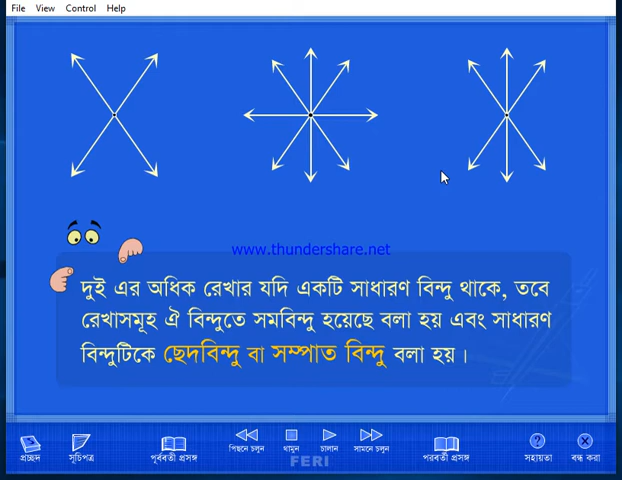 File View Control Help
www.thundershare.net
দুই এর অধিক রেখার যদি একটি সাধারণ বিন্দু থাকে, তবে
রেখাসমূহ ঐ বিন্দুতে সমবিন্দু হয়েছে বলা হয় এবং সাধারণ
বিন্দুটিকে ছেদবিন্দু বা সম্পাত বিন্দু বলা হয়।
প্রচ্ছদ সূচিপত্র পূর্ববর্তী প্রসঙ্গ পিছনে চলুন থামুন চালান সামনে চলুন পরবর্তী প্রসঙ্গ সহায়তা বন্ধ করা
FERI